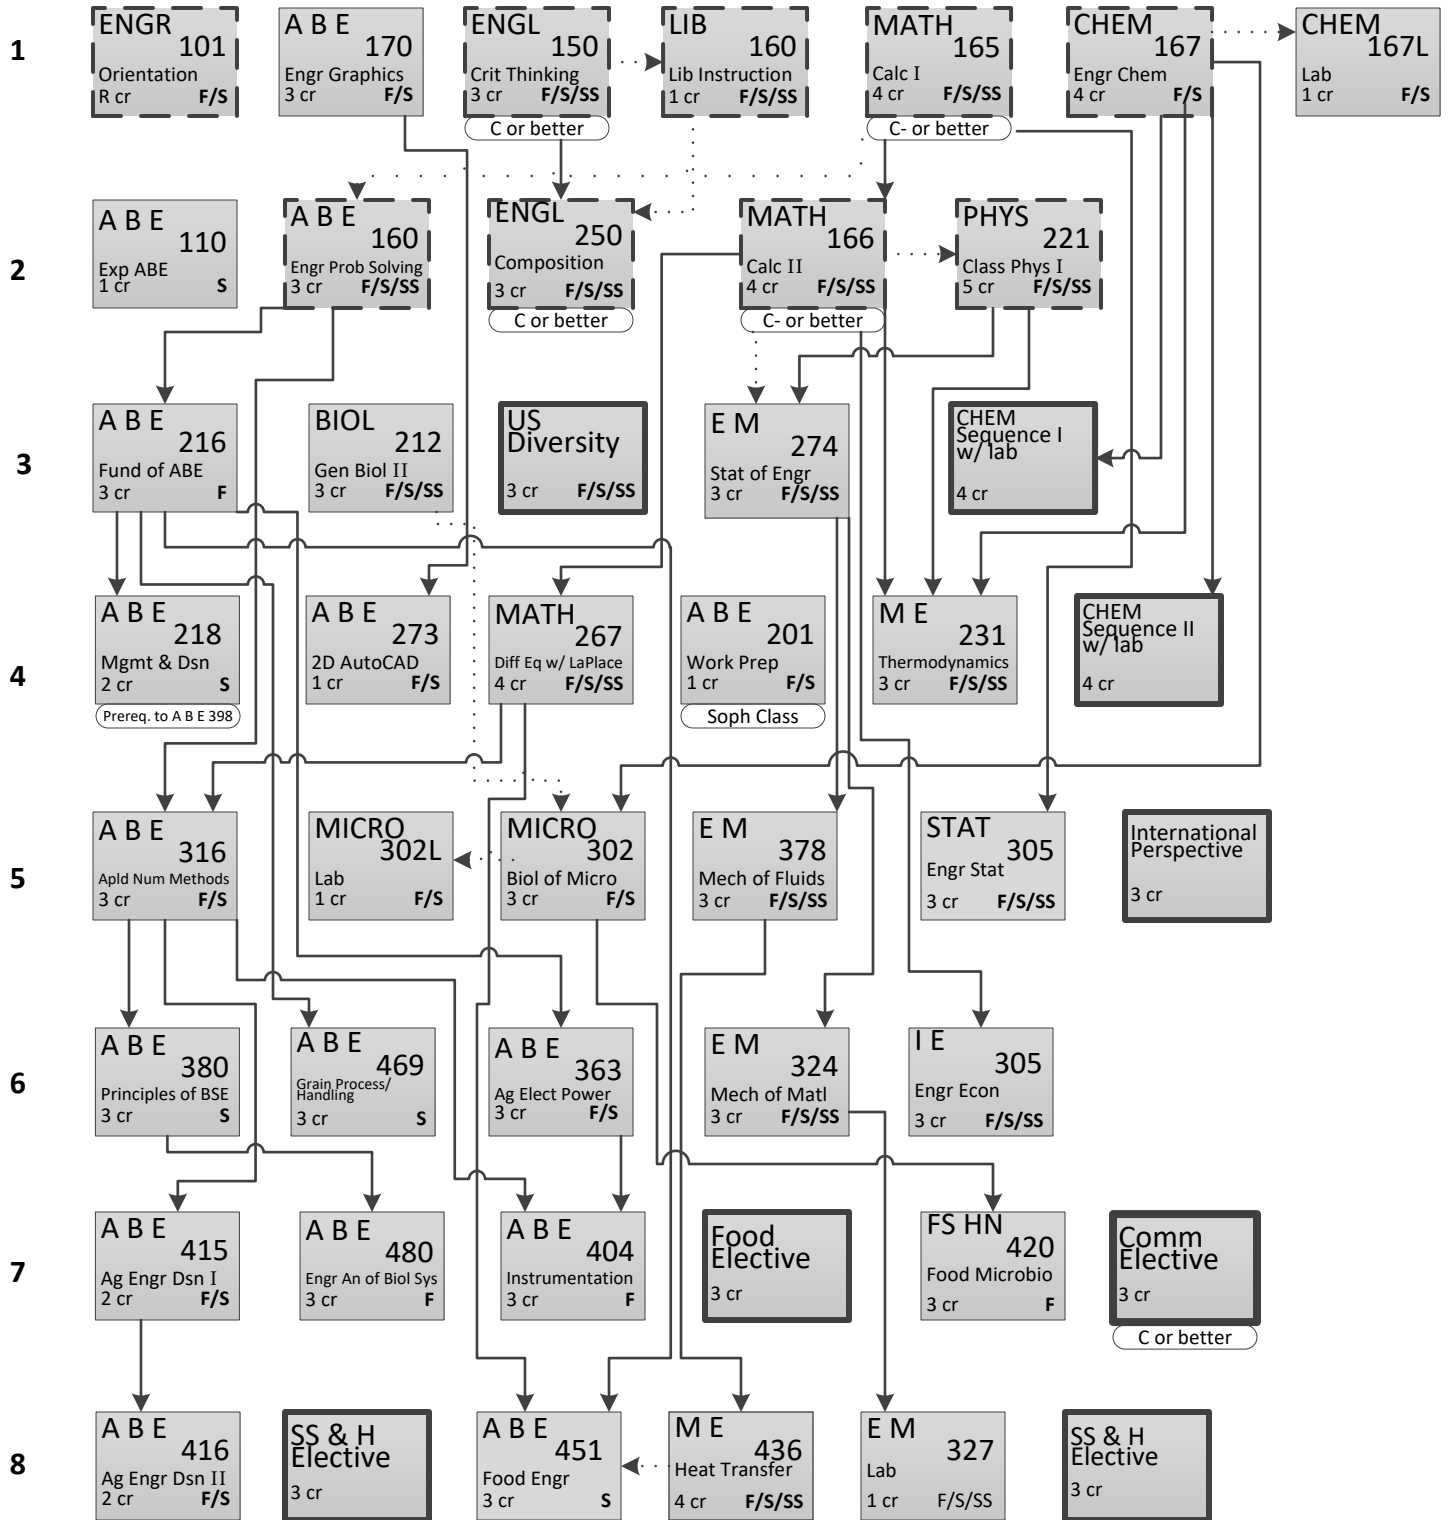 1
ENGR
101
Orientation
R cr F/S
A B E
170
Engr Graphics
3 cr F/S
ENGL
150
Crit Thinking
3 cr F/S/SS
C or better
LIB
160
Lib Instruction
1 cr F/S/SS
MATH
165
Calc I
4 cr F/S/SS
C- or better
CHEM
167
Engr Chem
4 cr F/S
CHEM
167L
Lab
1 cr F/S
2
A B E
110
Exp ABE
1 cr S
A B E
160
Engr Prob Solving
3 cr F/S/SS
ENGL
250
Composition
3 cr F/S/SS
C or better
MATH
166
Calc II
4 cr F/S/SS
C- or better
PHYS
221
Class Phys I
5 cr F/S/SS
3
A B E
216
Fund of ABE
3 cr F
BIOL
212
Gen Biol II
3 cr F/S/SS
US
Diversity
3 cr F/S/SS
E M
274
Stat of Engr
3 cr F/S/SS
CHEM
Sequence I
w/ lab
4 cr
4
A B E
218
Mgmt & Dsn
2 cr S
Prereq. to A B E 398
A B E
273
2D AutoCAD
1 cr F/S
MATH
267
Diff Eq w/ LaPlace
4 cr F/S/SS
A B E
201
Work Prep
1 cr F/S
Soph Class
M E
231
Thermodynamics
3 cr F/S/SS
CHEM
Sequence II
w/ lab
4 cr
5
A B E
316
Apld Num Methods
3 cr F/S
MICRO
302L
Lab
1 cr F/S
MICRO
302
Biol of Micro
3 cr F/S
E M
378
Mech of Fluids
3 cr F/S/SS
STAT
305
Engr Stat
3 cr F/S/SS
International
Perspective
3 cr
6
A B E
380
Principles of BSE
3 cr S
A B E
469
Grain Process/
Handling
3 cr S
A B E
363
Ag Elect Power
3 cr F/S
E M
324
Mech of Matl
3 cr F/S/SS
I E
305
Engr Econ
3 cr F/S/SS
7
A B E
415
Ag Engr Dsn I
2 cr F/S
A B E
480
Engr An of Biol Sys
3 cr F
A B E
404
Instrumentation
3 cr F
Food
Elective
3 cr
FS HN
420
Food Microbio
3 cr F
Comm
Elective
3 cr
C or better
8
A B E
416
Ag Engr Dsn II
2 cr F/S
SS & H
Elective
3 cr
A B E
451
Food Engr
3 cr S
M E
436
Heat Transfer
4 cr F/S/SS
E M
327
Lab
1 cr F/S/SS
SS & H
Elective
3 cr